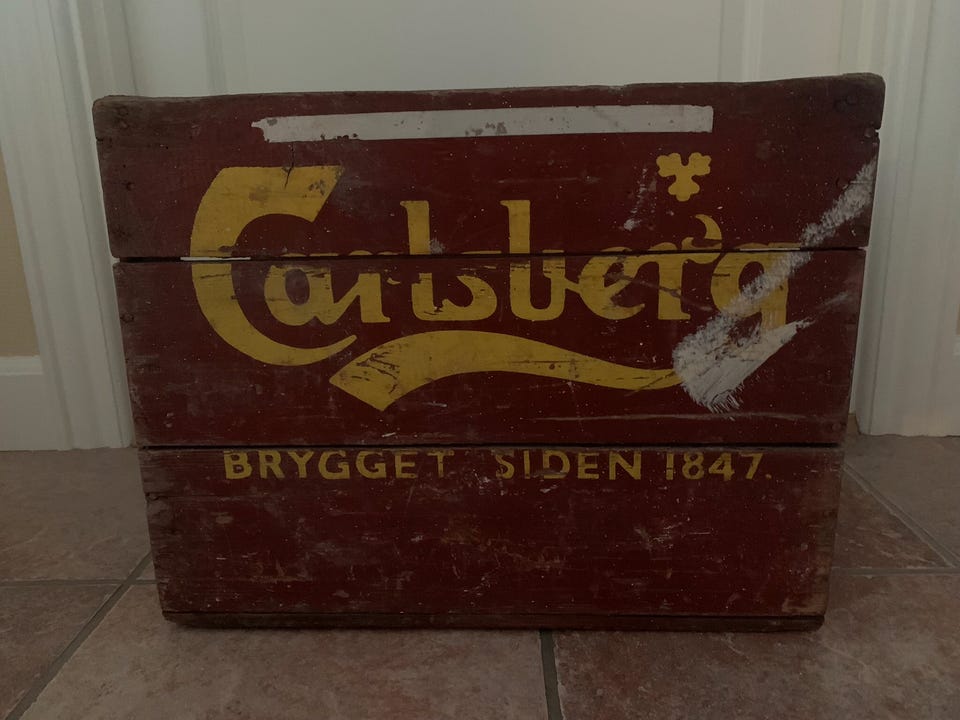 Carlsberg
BRYGGET SIDEN 1847.